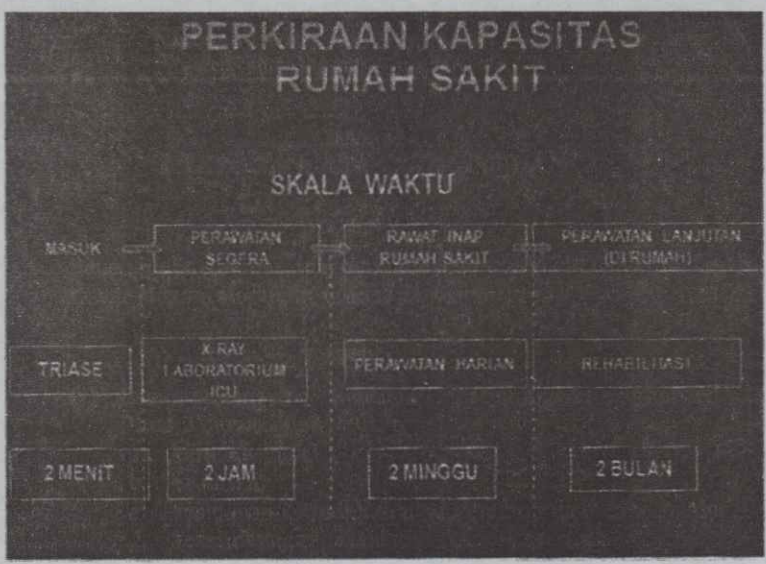 PERKIRAAN KAPASITAS
RUMAH SAKIT
SKALA WAKTU
MASUK
PERAWATAN
SEGERA
RAWAT INAP
RUMAH SAKIT
PERAWATAN LANJUTAN
(DI RUMAH)
TRIASE
X RAY
LABORATORIUM
ICU
PERAWATAN HARIAN
REHABILITASI
2 MENIT
2 JAM
2 MINGGU
2 BULAN